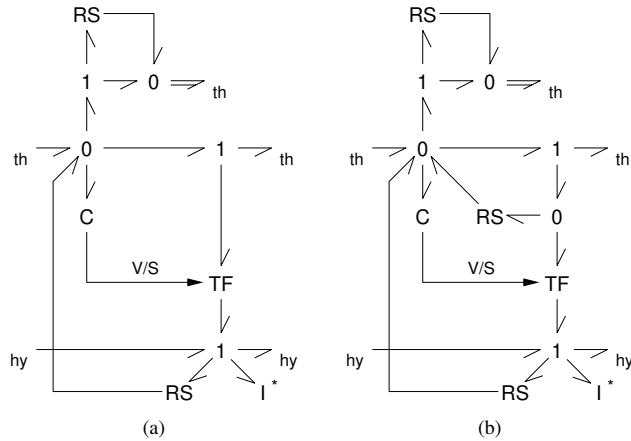 RS RS
1 0 th 1 0 th
th 0 1 th th 0 1 th
C C RS 0
V/S TF V/S TF
hy 1 hy hy 1 hy
RS I * RS I *
(a) (b)